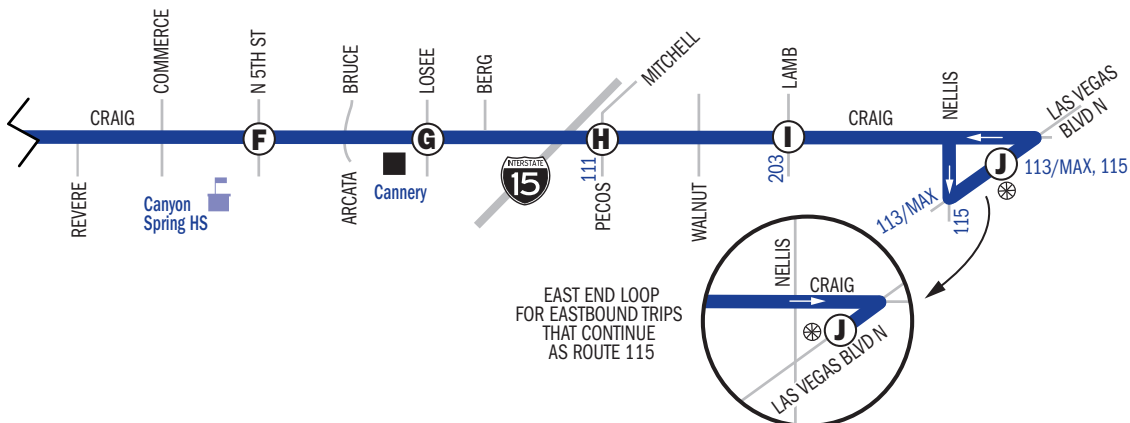 COMMERCE
N 5TH ST
BRUCE
LOSEE
BERG
MITCHELL
LAMB
NELLIS
LAS VEGAS
BLVD N
CRAIG
CRAIG
F
G
H
I
J
113/MAX, 115
REVERE
Canyon
Spring HS
ARCATA
Cannery
INTERSTATE
15
111
PECOS
WALNUT
203
113/MAX
115
EAST END LOOP
FOR EASTBOUND TRIPS
THAT CONTINUE
AS ROUTE 115
NELLIS
CRAIG
J
LAS VEGAS BLVD N